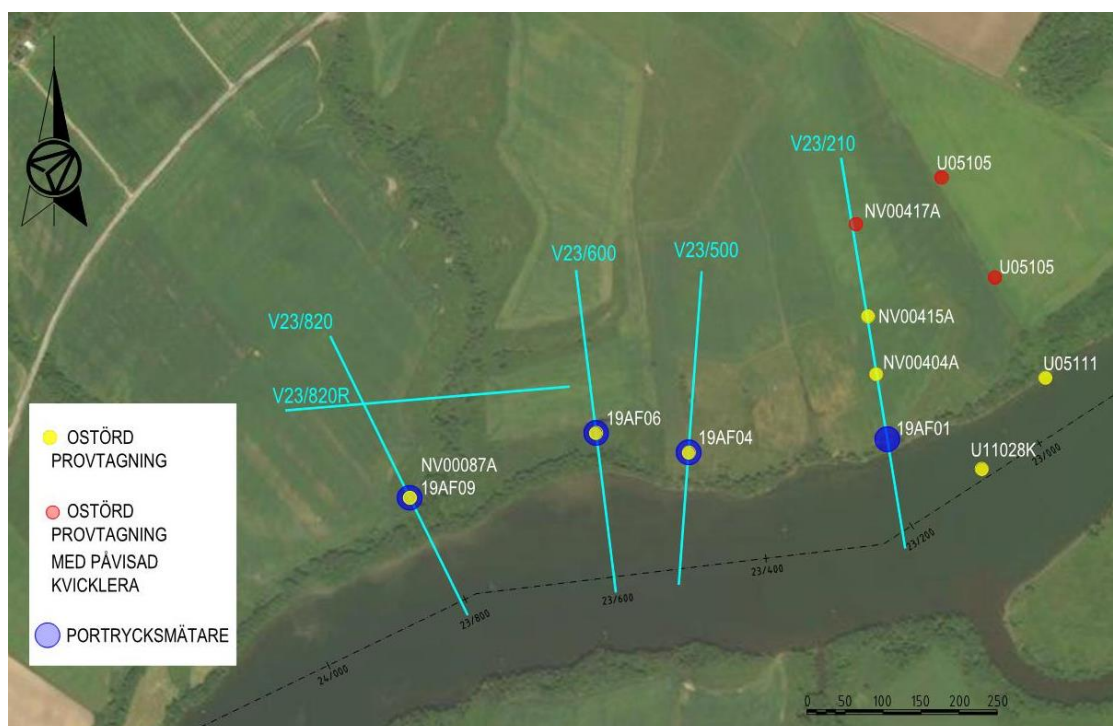 V23/210
U05105
NV00417A
V23/600
V23/500
U05105
V23/820
NV00415A
NV00404A
U05111
V23/820R
19AF06
19AF04
19AF01
NV00087A
19AF09
U11028K
23/000
23/200
23/400
23/600
23/800
24/000
OSTÖRD
PROVTAGNING
OSTÖRD
PROVTAGNING
MED PÅVISAD
KVICKLERA
PORTRYCKSMÄTARE
0 50 100 150 200 250